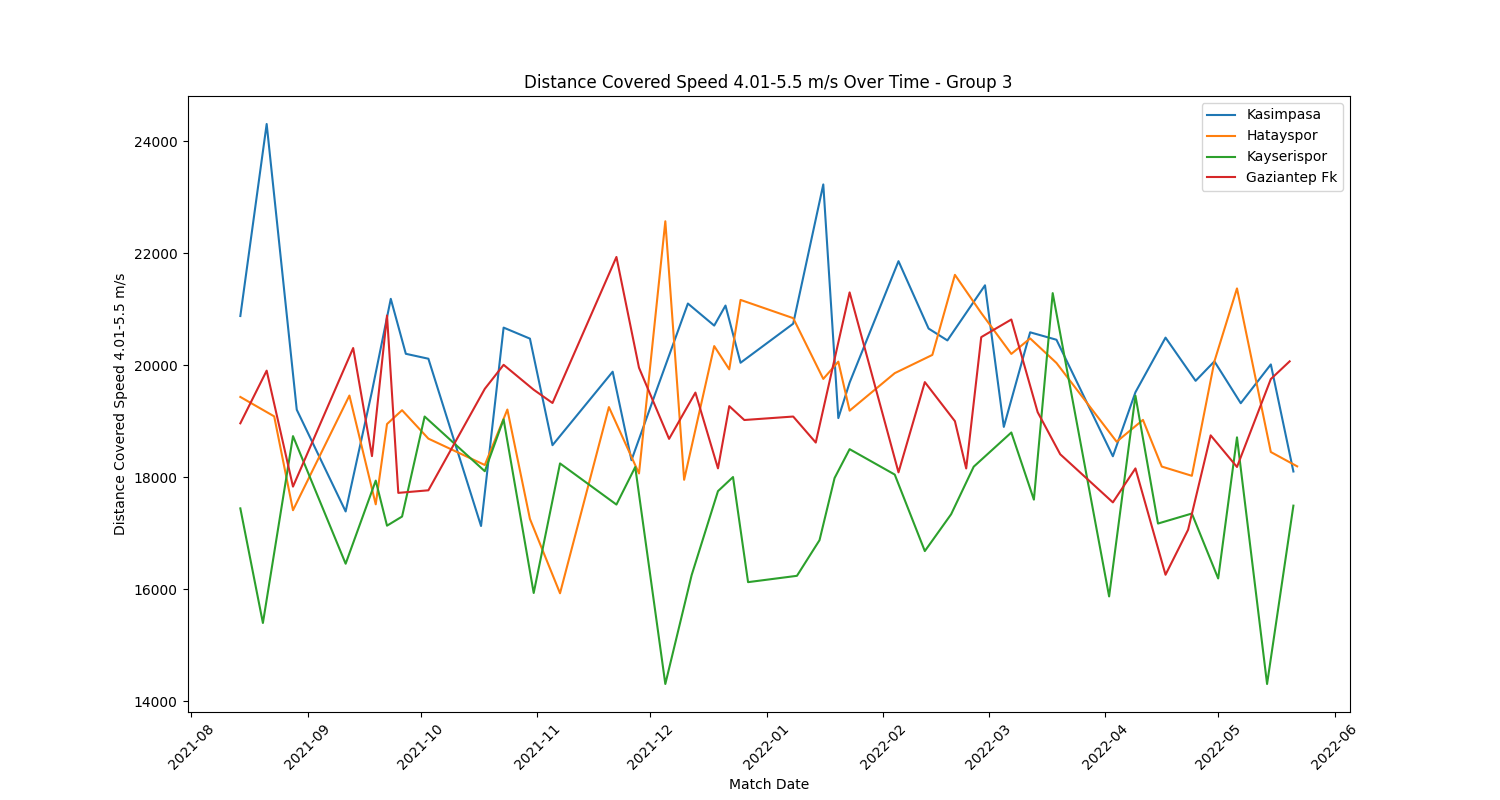 Distance Covered Speed 4.01-5.5 m/s Over Time - Group 3
Kasimpasa
Hatayspor
Kayserispor
Gaziantep Fk
Distance Covered Speed 4.01-5.5 m/s
24000
22000
20000
18000
16000
14000
2021-08
2021-09
2021-10
2021-11
2021-12
2022-01
2022-02
2022-03
2022-04
2022-05
2022-06
Match Date